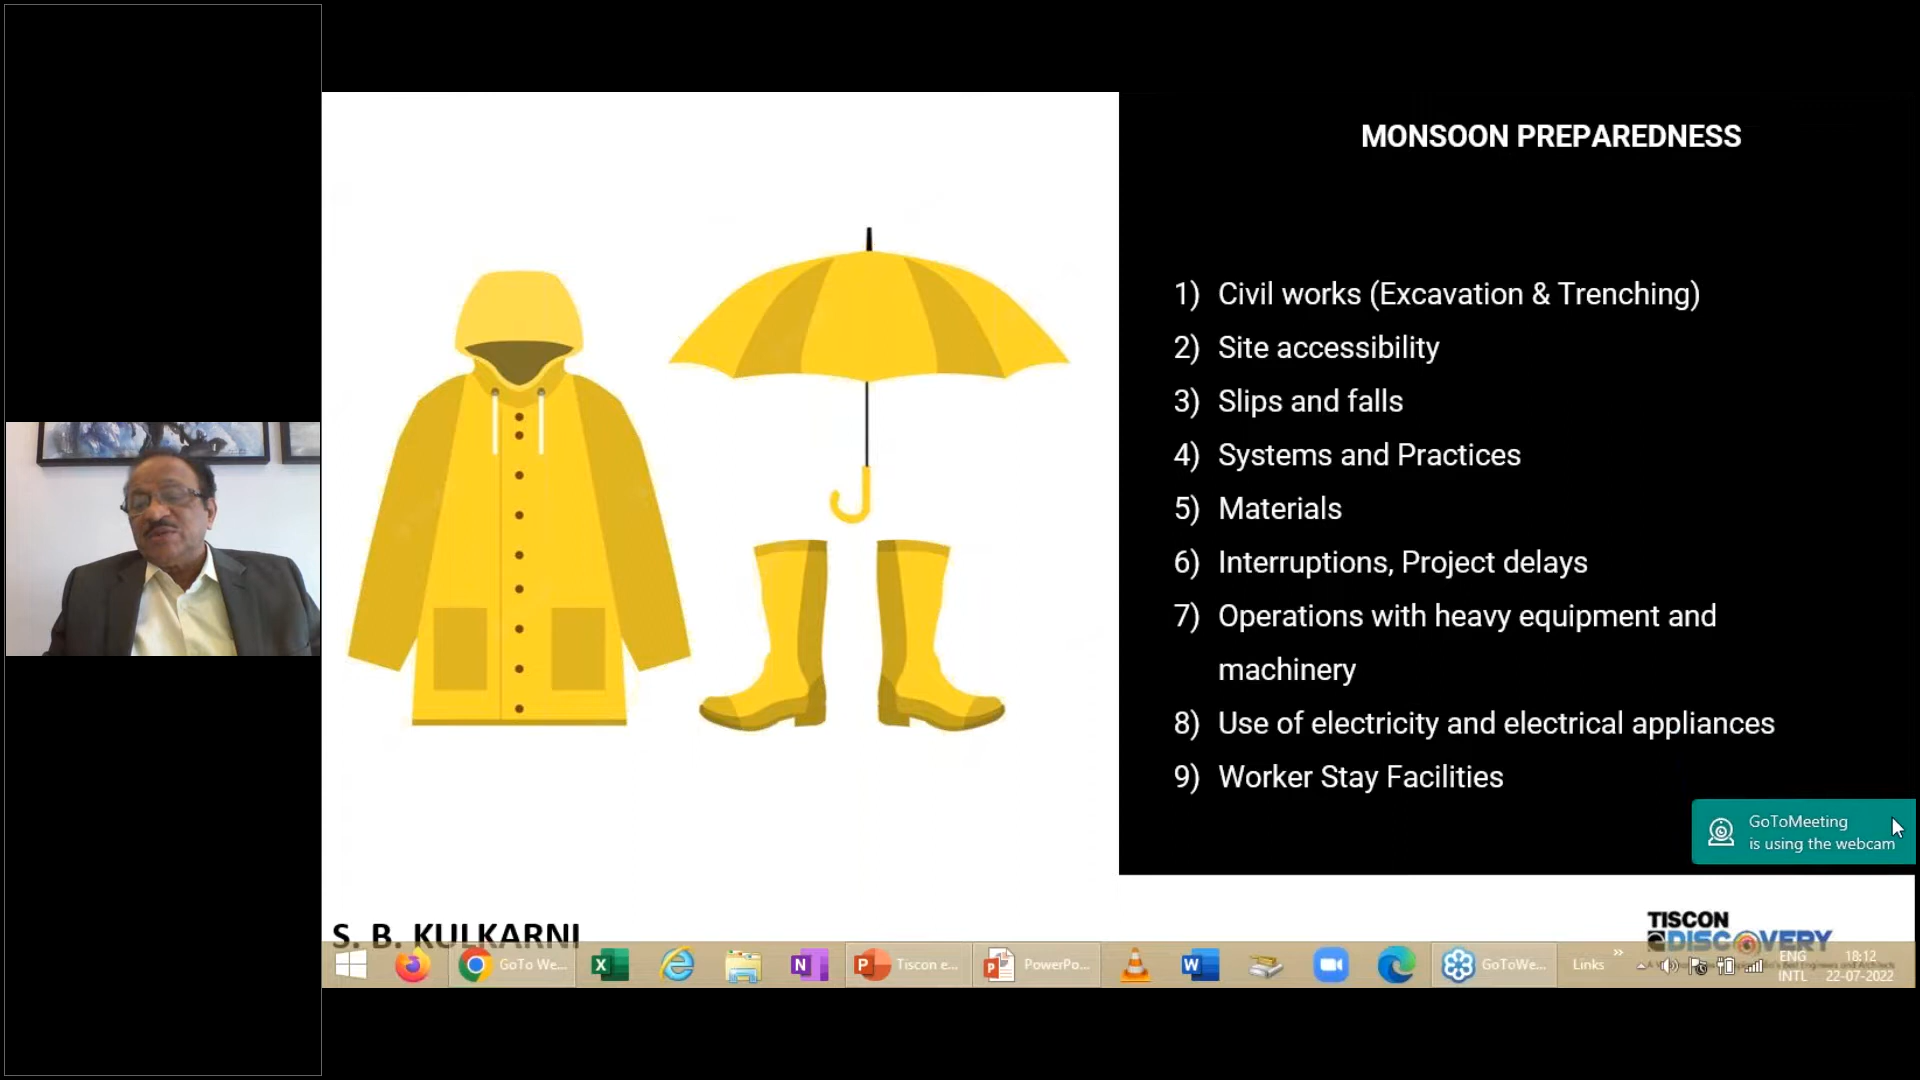 MONSOON PREPAREDNESS
1) Civil works (Excavation & Trenching)
2) Site accessibility
3) Slips and falls
4) Systems and Practices
5) Materials
6) Interruptions, Project delays
7) Operations with heavy equipment and
machinery
8) Use of electricity and electrical appliances
9) Worker Stay Facilities
GoToMeeting
is using the webcam
S. B. KULKARNI
TISCON
DISCOVERY
GoTo We...
Tiscon e...
PowerPo...
GoToWe...
Links
ENG
INTL
18:12
22-07-2022